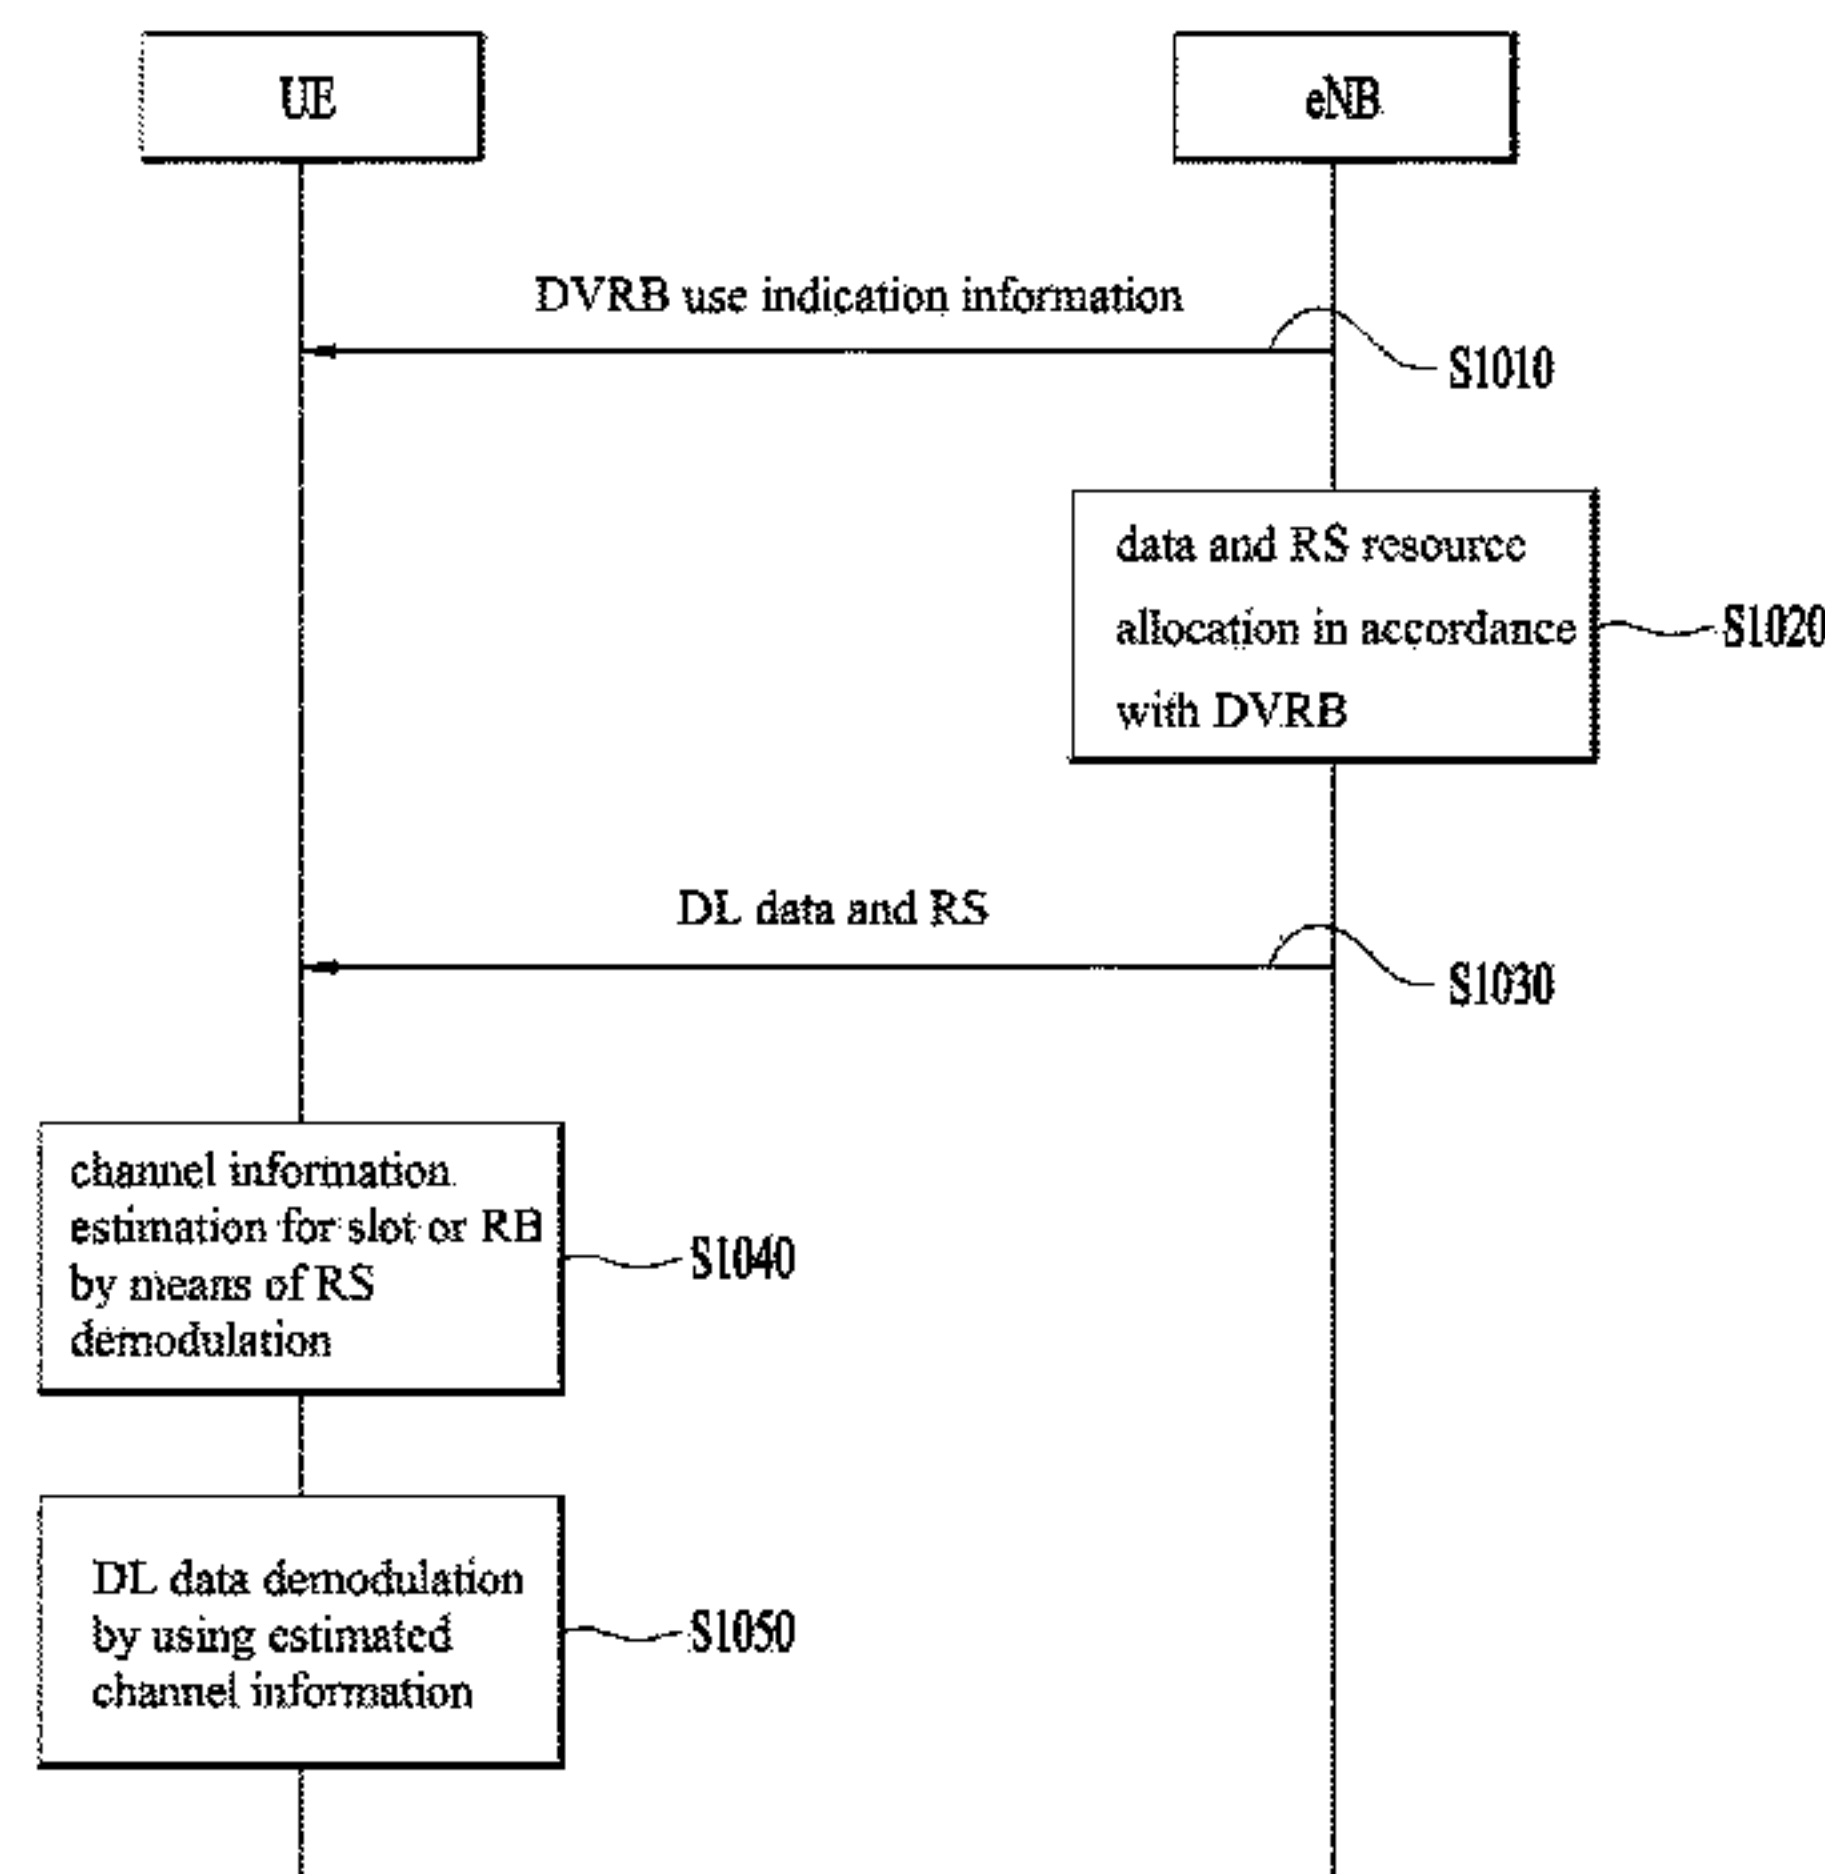 UE
eNB
DVRB use indication information
S1010
data and RS resource
allocation in accordance
with DVRB
S1020
DL data and RS
S1030
channel information
estimation for slot or RB
by means of RS
demodulation
S1040
DL data demodulation
by using estimated
channel information
S1050